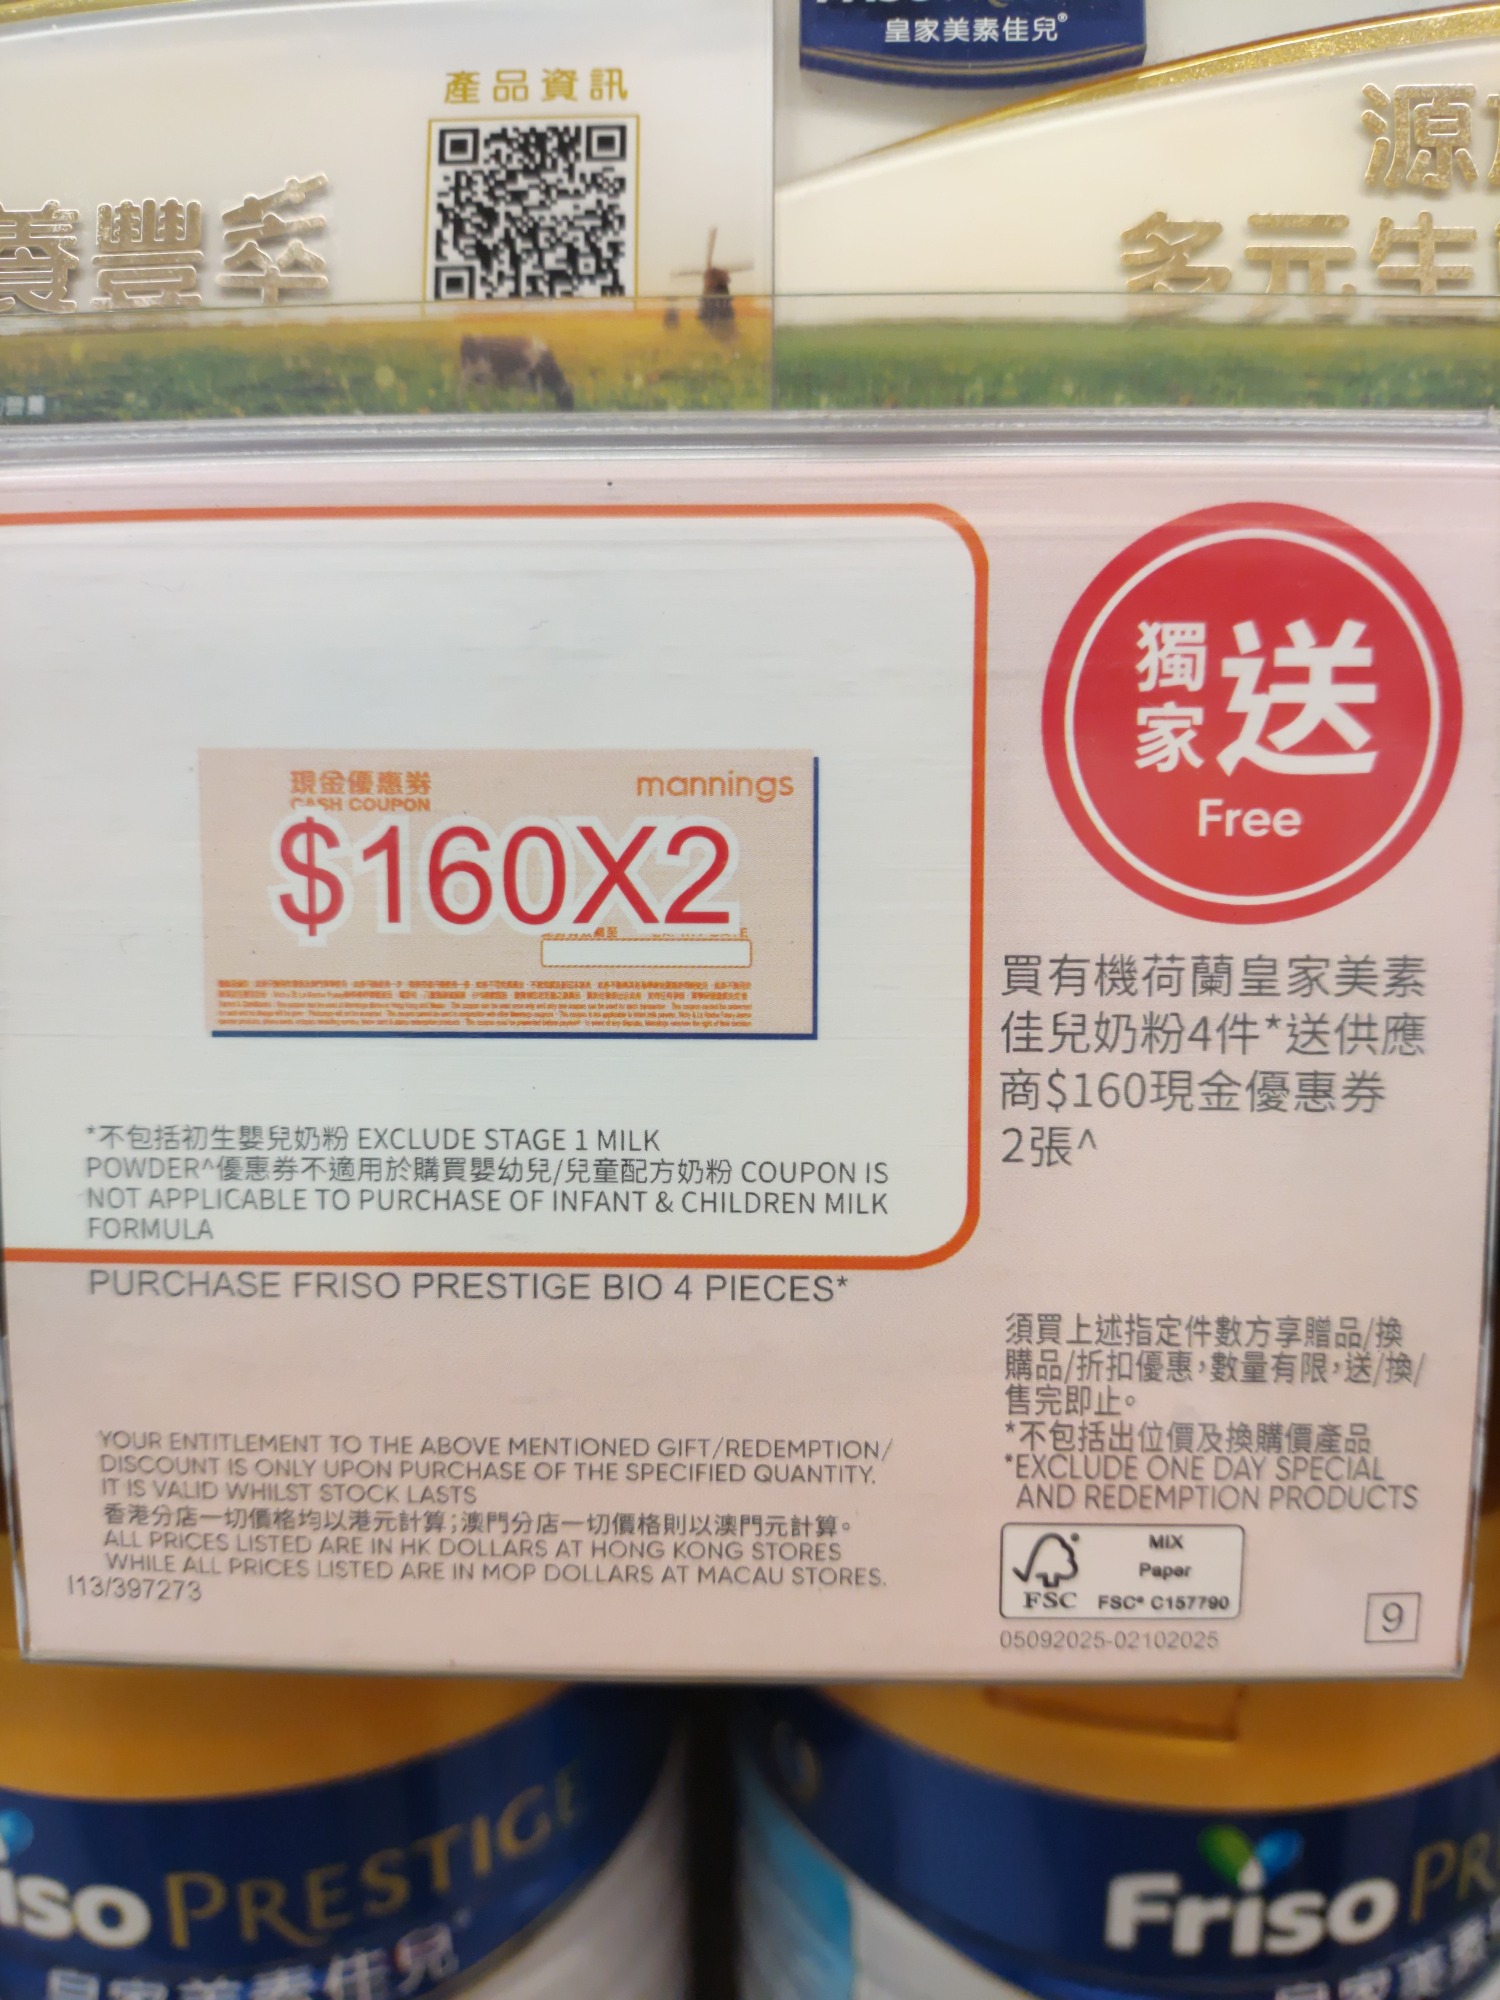 皇家美素佳兒®
產品資訊
養豐萃
源
多元生
現金優惠券
mannings
CASH COUPON
$160X2
獨家送
Free
買有機荷蘭皇家美素
佳兒奶粉4件*送供應
商$160現金優惠券
2張^
*不包括初生嬰兒奶粉 EXCLUDE STAGE 1 MILK
POWDER^優惠券不適用於購買嬰幼兒/兒童配方奶粉 COUPON IS
NOT APPLICABLE TO PURCHASE OF INFANT & CHILDREN MILK
FORMULA
PURCHASE FRISO PRESTIGE BIO 4 PIECES*
須買上述指定件數方享贈品/換
購品/折扣優惠,數量有限,送/換/
售完即止。
*不包括出位價及換購價產品
*EXCLUDE ONE DAY SPECIAL
AND REDEMPTION PRODUCTS
YOUR ENTITLEMENT TO THE ABOVE MENTIONED GIFT/REDEMPTION/
DISCOUNT IS ONLY UPON PURCHASE OF THE SPECIFIED QUANTITY.
IT IS VALID WHILST STOCK LASTS
香港分店一切價格均以港元計算;澳門分店一切價格則以澳門元計算。
ALL PRICES LISTED ARE IN HK DOLLARS AT HONG KONG STORES
WHILE ALL PRICES LISTED ARE IN MOP DOLLARS AT MACAU STORES.
I13/397273
MIX
Paper
FSC
FSC® C157790
05092025-02102025
9
iso PRESTIGE
皇家美素佳兒
Friso PR
皇家美素